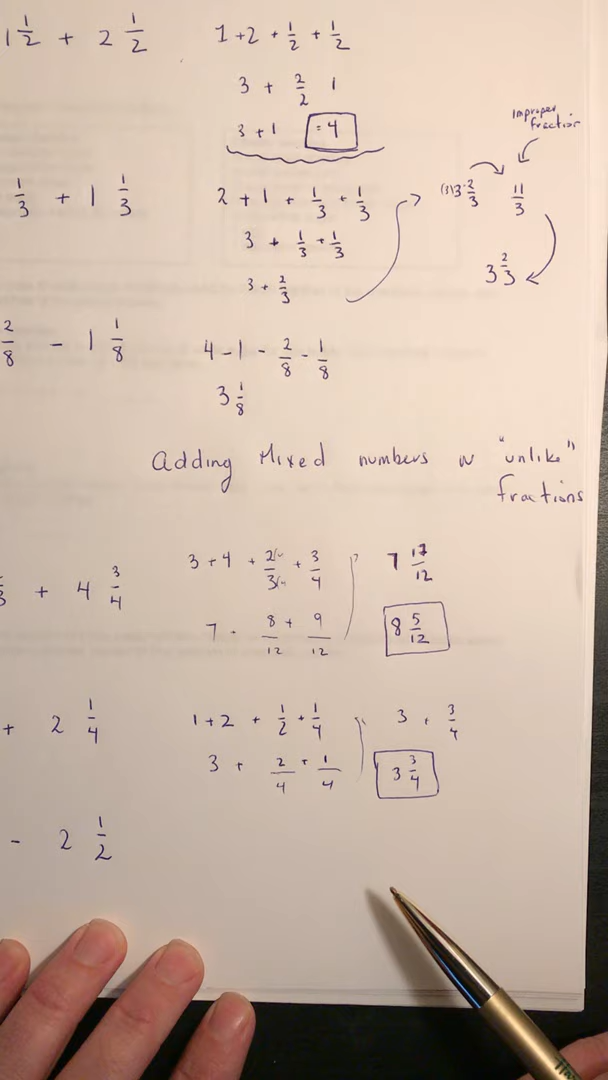 1 1/2 + 2 1/2
1 + 2 + 1/2 + 1/2
3 + 2/2 1
3 + 1 = 4
Improper
fraction
1/3 + 1 1/3
2 + 1 + 1/3 + 1/3
(3)3+2/3
11/3
3 + 1/3 + 1/3
3 + 2/3
3 2/3
2/8 - 1 1/8
4 - 1 - 2/8 - 1/8
3 1/8
Adding Mixed numbers w "unlike"
fractions
/3 + 4 3/4
3 + 4 + 2/3 + 3/4
7 17/12
7 + 8/12 + 9/12
8 5/12
+ 2 1/4
1 + 2 + 1/2 + 1/4
3 + 3/4
3 + 2/4 + 1/4
3 3/4
- 2 1/2